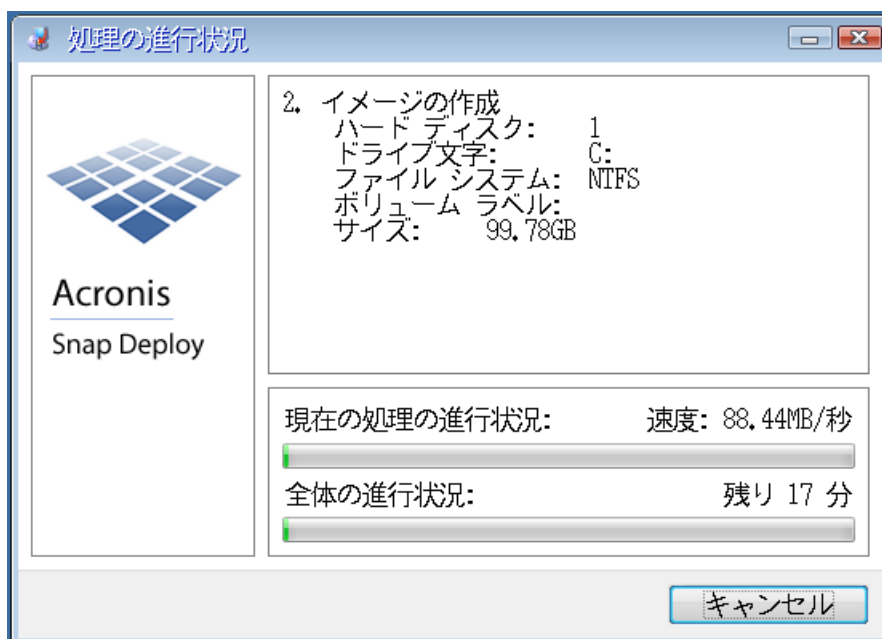 処理の進行状況
2. イメージの作成
ハード ディスク: 1
ドライブ文字: C:
ファイル システム: NTFS
ボリューム ラベル:
サイズ: 99.78GB
Acronis
Snap Deploy
現在の処理の進行状況: 速度: 88.44MB/秒
全体の進行状況: 残り 17 分
キャンセル